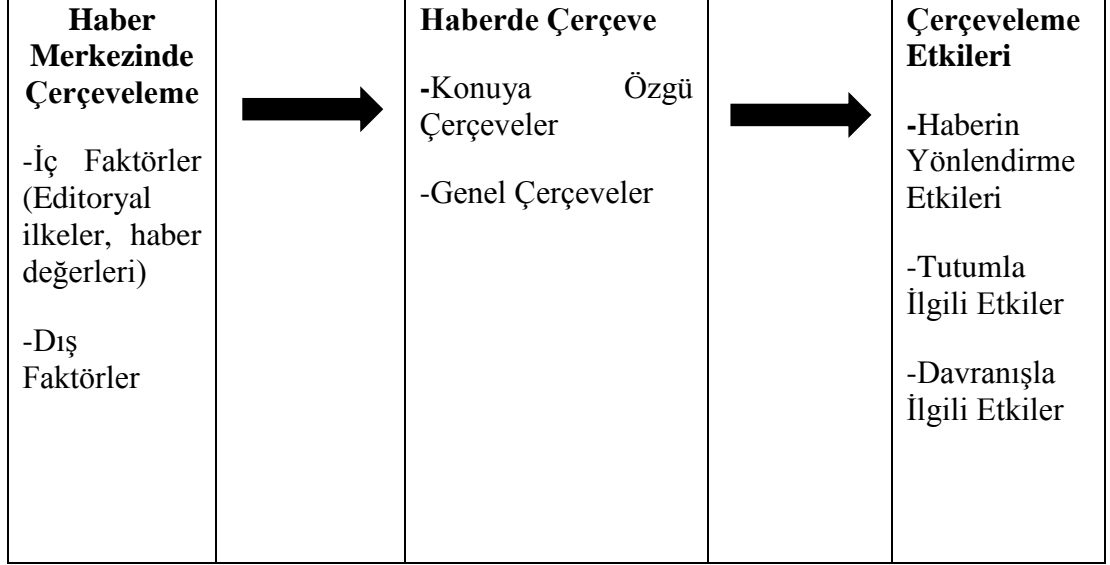 Haber
Merkezinde
Çerçeveleme
-İç Faktörler
(Editoryal
ilkeler, haber
değerleri)
-Dış
Faktörler
Haberde Çerçeve
-Konuya Özgü
Çerçeveler
-Genel Çerçeveler
Çerçeveleme
Etkileri
-Haberin
Yönlendirme
Etkileri
-Tutumla
İlgili Etkiler
-Davranışla
İlgili Etkiler